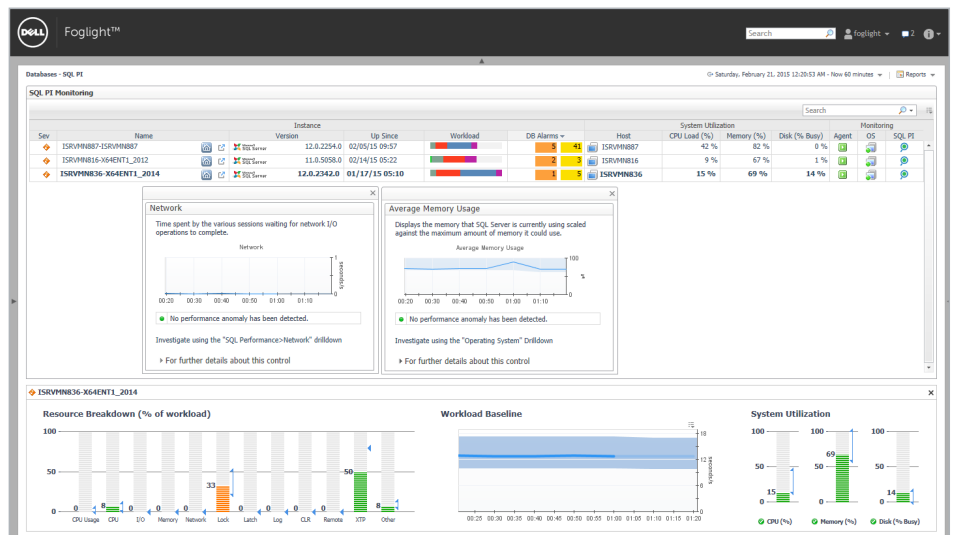 DELL Foglight™ Search foglight 2
Databases - SQL PI Saturday, February 21, 2015 12:20:53 AM - Now 60 minutes Reports
SQL PI Monitoring
Search
Instance System Utilization Monitoring
Sev Name Version Up Since Workload DB Alarms Host CPU Load (%) Memory (%) Disk (% Busy) Agent OS SQL PI
ISRVMN887-ISRVMN887 SQL Server 12.0.2254.0 02/05/15 09:57 5 41 ISRVMN887 42 % 82 % 0 %
ISRVMN816-X64ENT1_2012 SQL Server 11.0.5058.0 02/14/15 05:22 2 3 ISRVMN816 9 % 67 % 1 %
ISRVMN836-X64ENT1_2014 SQL Server 12.0.2342.0 01/17/15 05:10 1 5 ISRVMN836 15 % 69 % 14 %
Network
Time spent by the various sessions waiting for network I/O
operations to complete.
Network
1
seconds/s
0
00:20 00:30 00:40 00:50 01:00 01:10
No performance anomaly has been detected.
Investigate using the "SQL Performance>Network" drilldown
For further details about this control
Average Memory Usage
Displays the memory that SQL Server is currently using scaled
against the maximum amount of memory it could use.
Average Memory Usage
100
%
0
00:20 00:30 00:40 00:50 01:00 01:10
No performance anomaly has been detected.
Investigate using the "Operating System" Drilldown
For further details about this control
ISRVMN836-X64ENT1_2014
Resource Breakdown (% of workload)
100
50
0
0 8 0 0 0 33 0 0 0 0 50 8
CPU Usage CPU I/O Memory Network Lock Latch Log CLR Remote XTP Other
Workload Baseline
18
12
6
0
seconds/s
00:25 00:30 00:35 00:40 00:45 00:50 00:55 01:00 01:05 01:10 01:15 01:20
System Utilization
100 100 100
69
50 50 50
15 14
0 0 0
CPU (%) Memory (%) Disk (% Busy)